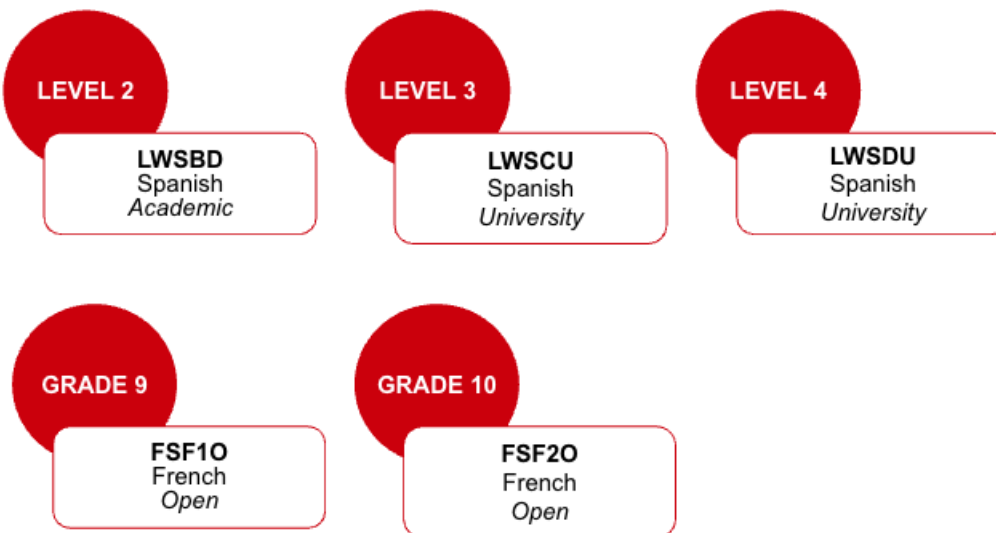 LEVEL 2
LWSBD
Spanish
Academic
LEVEL 3
LWSCU
Spanish
University
LEVEL 4
LWSDU
Spanish
University
GRADE 9
FSF1O
French
Open
GRADE 10
FSF2O
French
Open